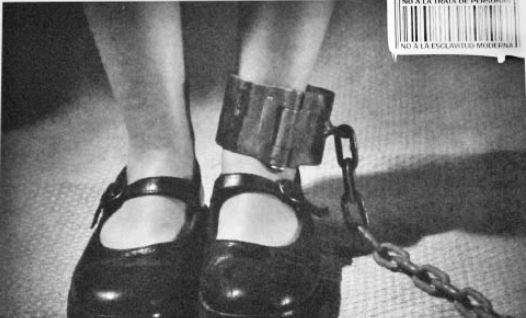 NO A LA TRATA DE PERSONAS
NO A LA ESCLAVITUD MODERNA